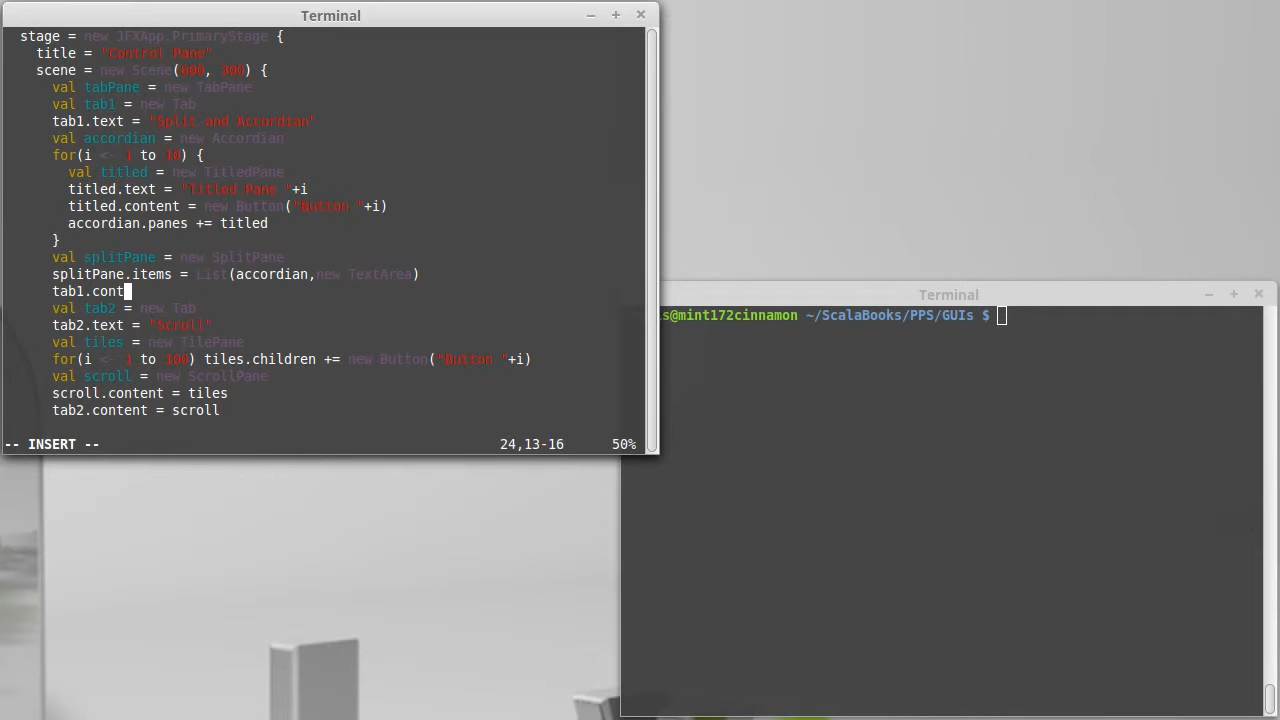 Terminal
stage = new JFXApp.PrimaryStage {
title = "Control Pane"
scene = new Scene(600, 300) {
val tabPane = new TabPane
val tab1 = new Tab
tab1.text = "Split and Accordian"
val accordian = new Accordian
for(i <- 1 to 10) {
val titled = new TitledPane
titled.text = "Titled Pane "+i
titled.content = new Button("Button "+i)
accordian.panes += titled
}
val splitPane = new SplitPane
splitPane.items = List(accordian,new TextArea)
tab1.cont
val tab2 = new Tab
tab2.text = "Scroll"
val tiles = new TilePane
for(i <- 1 to 100) tiles.children += new Button("Button "+i)
val scroll = new ScrollPane
scroll.content = tiles
tab2.content = scroll
-- INSERT -- 24,13-16 50%
Terminal
is@mint172cinnamon ~/ScalaBooks/PPS/GUIs $